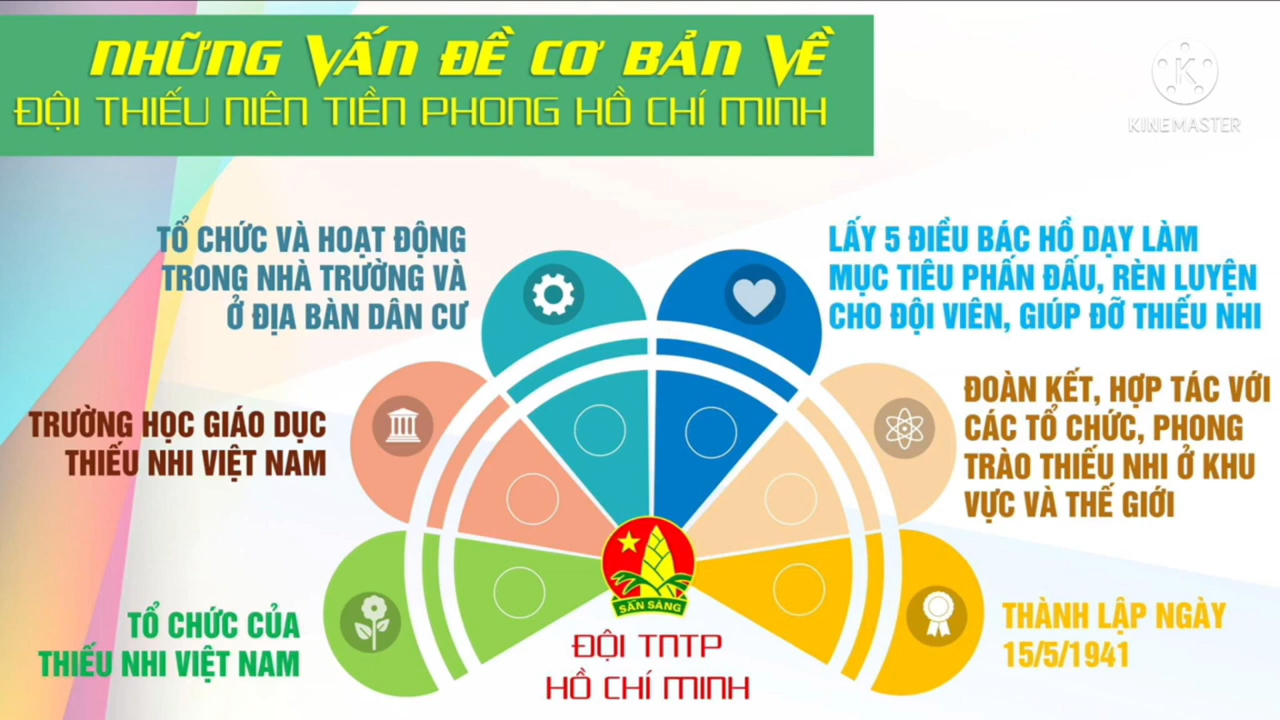 NHỮNG VẤN ĐỀ CƠ BẢN VỀ
ĐỘI THIẾU NIÊN TIỀN PHONG HỒ CHÍ MINH
KINEMASTER
TỔ CHỨC VÀ HOẠT ĐỘNG
TRONG NHÀ TRƯỜNG VÀ
Ở ĐỊA BÀN DÂN CƯ
LẤY 5 ĐIỀU BÁC HỒ DẠY LÀM
MỤC TIÊU PHẤN ĐẤU, RÈN LUYỆN
CHO ĐỘI VIÊN, GIÚP ĐỠ THIẾU NHI
TRƯỜNG HỌC GIÁO DỤC
THIẾU NHI VIỆT NAM
ĐOÀN KẾT, HỢP TÁC VỚI
CÁC TỔ CHỨC, PHONG
TRÀO THIẾU NHI Ở KHU
VỰC VÀ THẾ GIỚI
TỔ CHỨC CỦA
THIẾU NHI VIỆT NAM
SẴN SÀNG
ĐỘI TNTP
HỒ CHÍ MINH
THÀNH LẬP NGÀY
15/5/1941